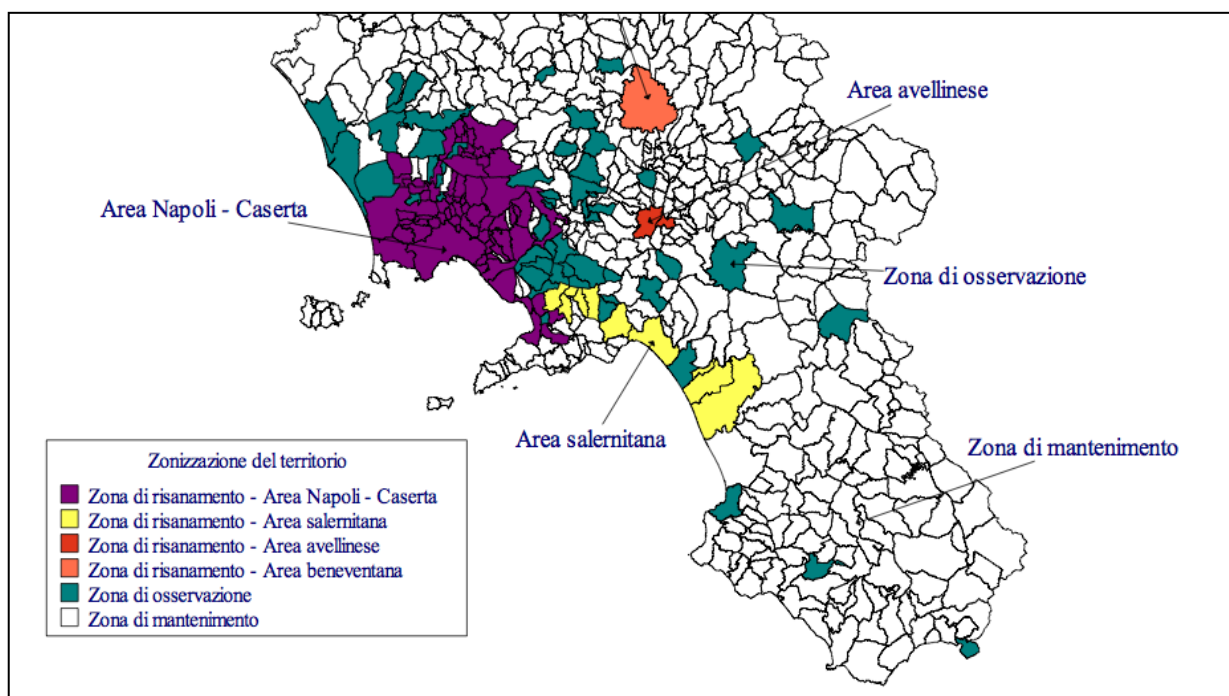 Area avellinese
Area Napoli - Caserta
Zona di osservazione
Area salernitana
Zona di mantenimento
Zonizzazione del territorio
Zona di risanamento - Area Napoli - Caserta
Zona di risanamento - Area salernitana
Zona di risanamento - Area avellinese
Zona di risanamento - Area beneventana
Zona di osservazione
Zona di mantenimento